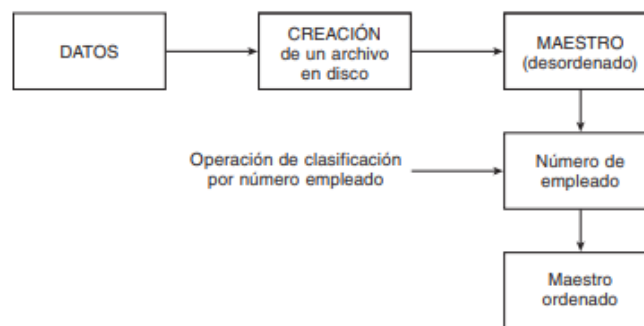 DATOS
CREACIÓN
de un archivo
en disco
MAESTRO
(desordenado)
Operación de clasificación
por número empleado
Número de
empleado
Maestro
ordenado